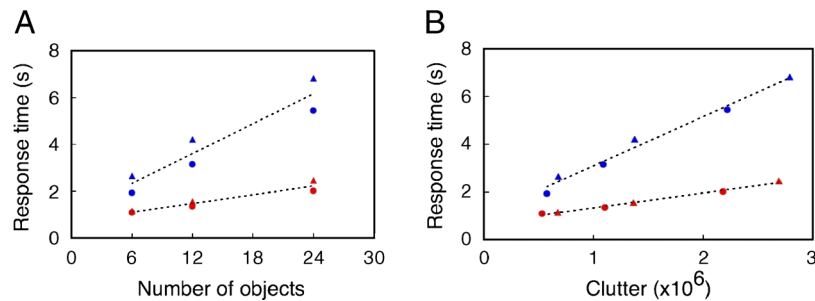 A
Response time (s)
8
6
4
2
0
0 6 12 18 24 30
Number of objects
B
Response time (s)
8
6
4
2
0
0 1 2 3
Clutter (x10⁶)